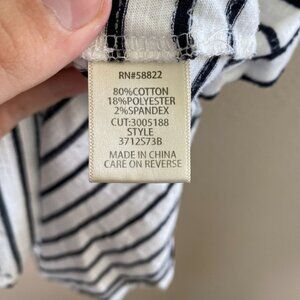 RN#58822
80%COTTON
18%POLYESTER
2%SPANDEX
CUT:3005188
STYLE
3712S73B
MADE IN CHINA
CARE ON REVERSE